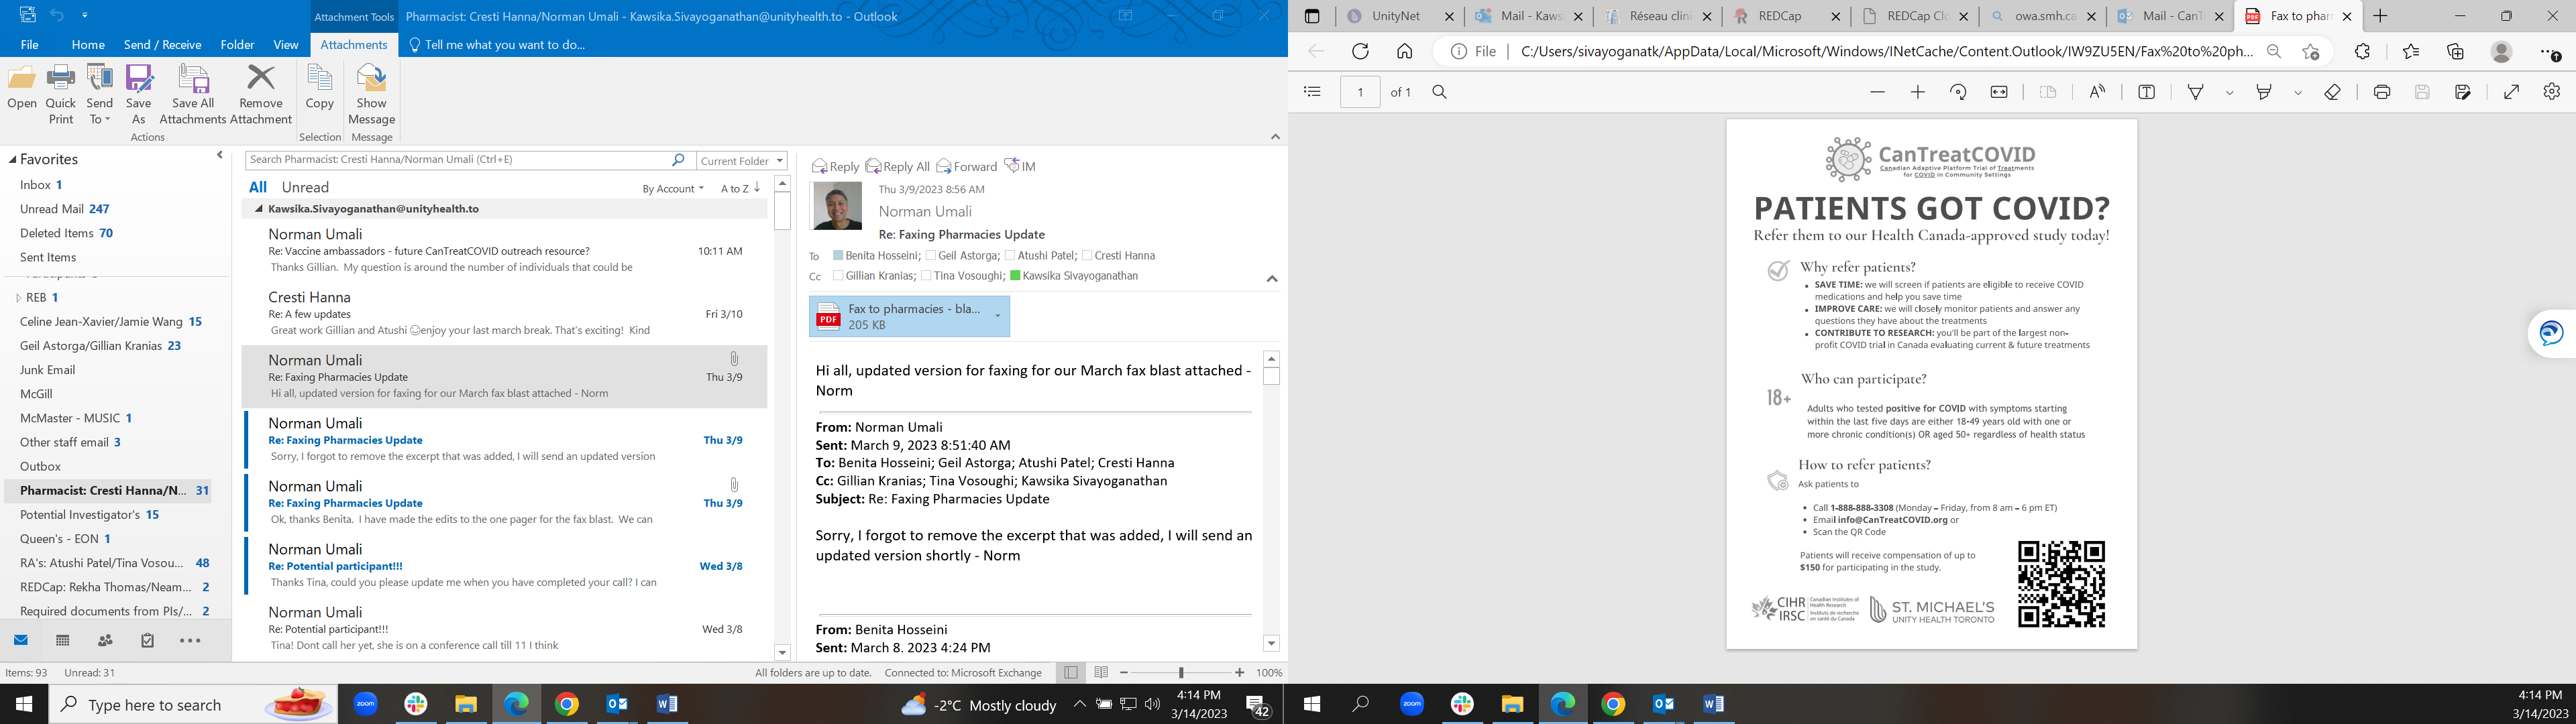 Attachment Tools
Pharmacist: Cresti Hanna/Norman Umali - Kawsika.Sivayoganathan@unityhealth.to - Outlook
File Home Send / Receive Folder View Attachments Tell me what you want to do...
Open
Quick Print
Send To
Save As
Save All Attachments
Remove Attachment
Copy
Show Message
Actions
Selection
Message
Favorites
Inbox 1
Unread Mail 247
Deleted Items 70
Sent Items
REB 1
Celine Jean-Xavier/Jamie Wang 15
Geil Astorga/Gillian Kranias 23
Junk Email
McGill
McMaster - MUSIC 1
Other staff email 3
Outbox
Pharmacist: Cresti Hanna/N... 31
Potential Investigator's 15
Queen's - EON 1
RA's: Atushi Patel/Tina Vosou... 48
REDCap: Rekha Thomas/Neam... 2
Required documents from PIs/... 2
Search Pharmacist: Cresti Hanna/Norman Umali (Ctrl+E)
Current Folder
All Unread
By Account A to Z
Kawsika.Sivayoganathan@unityhealth.to
Norman Umali
Re: Vaccine ambassadors - future CanTreatCOVID outreach resource? 10:11 AM
Thanks Gillian. My question is around the number of individuals that could be
Cresti Hanna
Re: A few updates Fri 3/10
Great work Gillian and Atushi ☺enjoy your last march break. That's exciting! Kind
Norman Umali
Re: Faxing Pharmacies Update Thu 3/9
Hi all, updated version for faxing for our March fax blast attached - Norm
Norman Umali
Re: Faxing Pharmacies Update Thu 3/9
Sorry, I forgot to remove the excerpt that was added, I will send an updated version
Norman Umali
Re: Faxing Pharmacies Update Thu 3/9
Ok, thanks Benita. I have made the edits to the one pager for the fax blast. We can
Norman Umali
Re: Potential participant!!! Wed 3/8
Thanks Tina, could you please update me when you have completed your call? I can
Norman Umali
Re: Potential participant!!! Wed 3/8
Tina! Dont call her yet, she is on a conference call till 11 I think
Reply Reply All Forward IM
Thu 3/9/2023 8:56 AM
Norman Umali
Re: Faxing Pharmacies Update
To Benita Hosseini; Geil Astorga; Atushi Patel; Cresti Hanna
Cc Gillian Kranias; Tina Vosoughi; Kawsika Sivayoganathan
PDF
Fax to pharmacies - bla...
205 KB
Hi all, updated version for faxing for our March fax blast attached -
Norm
From: Norman Umali
Sent: March 9, 2023 8:51:40 AM
To: Benita Hosseini; Geil Astorga; Atushi Patel; Cresti Hanna
Cc: Gillian Kranias; Tina Vosoughi; Kawsika Sivayoganathan
Subject: Re: Faxing Pharmacies Update
Sorry, I forgot to remove the excerpt that was added, I will send an
updated version shortly - Norm
From: Benita Hosseini
Sent: March 8, 2023 4:24 PM
Items: 93 Unread: 31
All folders are up to date. Connected to: Microsoft Exchange 100%
Type here to search
zoom
-2°C Mostly cloudy
4:14 PM
3/14/2023
42
UnityNet
Mail - Kaws
Réseau clini
REDCap
REDCap Clo
owa.smh.ca
Mail - CanT
Fax to phar
File C:/Users/sivayoganatk/AppData/Local/Microsoft/Windows/INetCache/Content.Outlook/IW9ZU5EN/Fax%20to%20ph...
1 of 1
CanTreatCOVID
Canadian Adaptive Platform Trial of Treatments
for COVID in Community Settings
PATIENTS GOT COVID?
Refer them to our Health Canada-approved study today!
Why refer patients?
• SAVE TIME: we will screen if patients are eligible to receive COVID
medications and help you save time
• IMPROVE CARE: we will closely monitor patients and answer any
questions they have about the treatments
• CONTRIBUTE TO RESEARCH: you'll be part of the largest non-
profit COVID trial in Canada evaluating current & future treatments
Who can participate?
18+
Adults who tested positive for COVID with symptoms starting
within the last five days are either 18-49 years old with one or
more chronic condition(s) OR aged 50+ regardless of health status
How to refer patients?
Ask patients to
• Call 1-888-888-3308 (Monday – Friday, from 8 am – 6 pm ET)
• Email info@CanTreatCOVID.org or
• Scan the QR Code
Patients will receive compensation of up to
$150 for participating in the study.
CIHR IRSC
Canadian Institutes of
Health Research
Instituts de recherche
en santé du Canada
ST. MICHAEL'S
UNITY HEALTH TORONTO
zoom
4:14 PM
3/14/2023